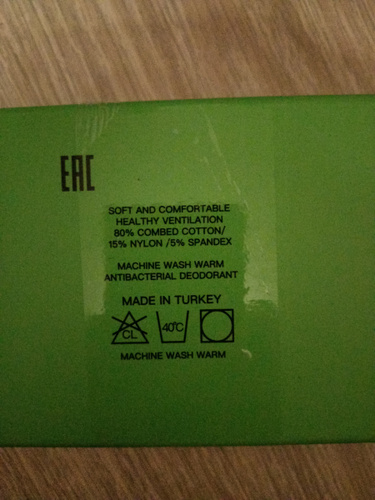 EAC
SOFT AND COMFORTABLE
HEALTHY VENTILATION
80% COMBED COTTON/
15% NYLON /5% SPANDEX
MACHINE WASH WARM
ANTIBACTERIAL DEODORANT
MADE IN TURKEY
CL 40°C
MACHINE WASH WARM